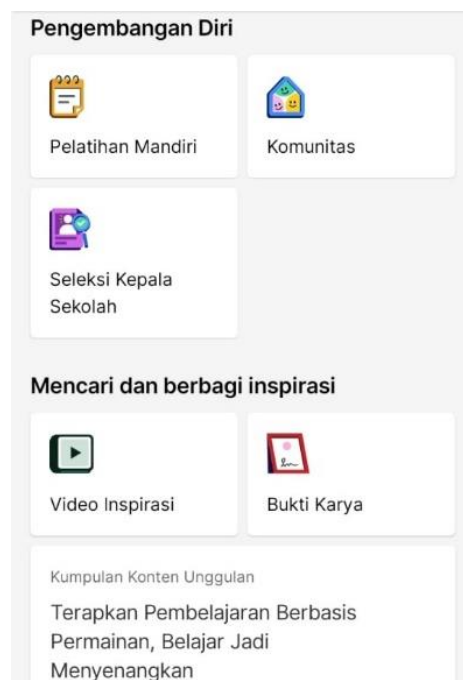 Pengembangan Diri
Pelatihan Mandiri
Komunitas
Seleksi Kepala
Sekolah
Mencari dan berbagi inspirasi
Video Inspirasi
Bukti Karya
Kumpulan Konten Unggulan
Terapkan Pembelajaran Berbasis
Permainan, Belajar Jadi
Menyenangkan